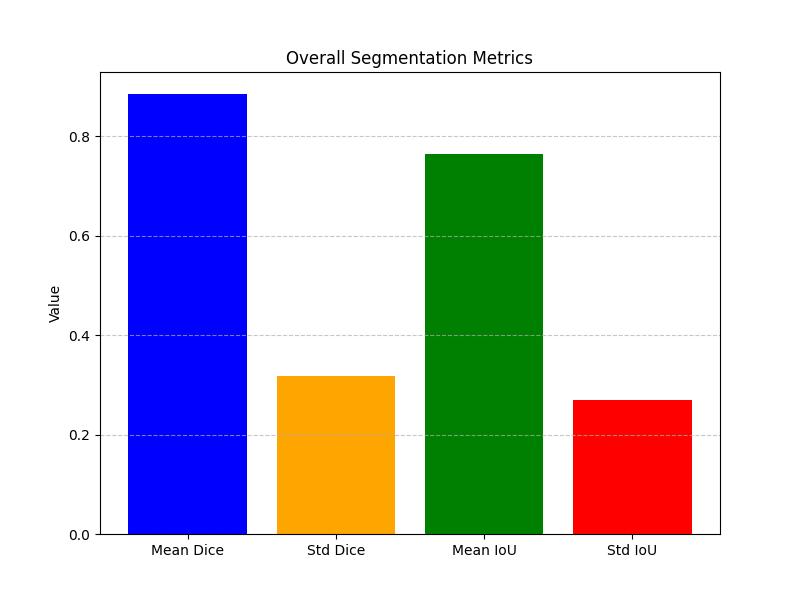 Overall Segmentation Metrics
Value
0.8
0.6
0.4
0.2
0.0
Mean Dice
Std Dice
Mean IoU
Std IoU